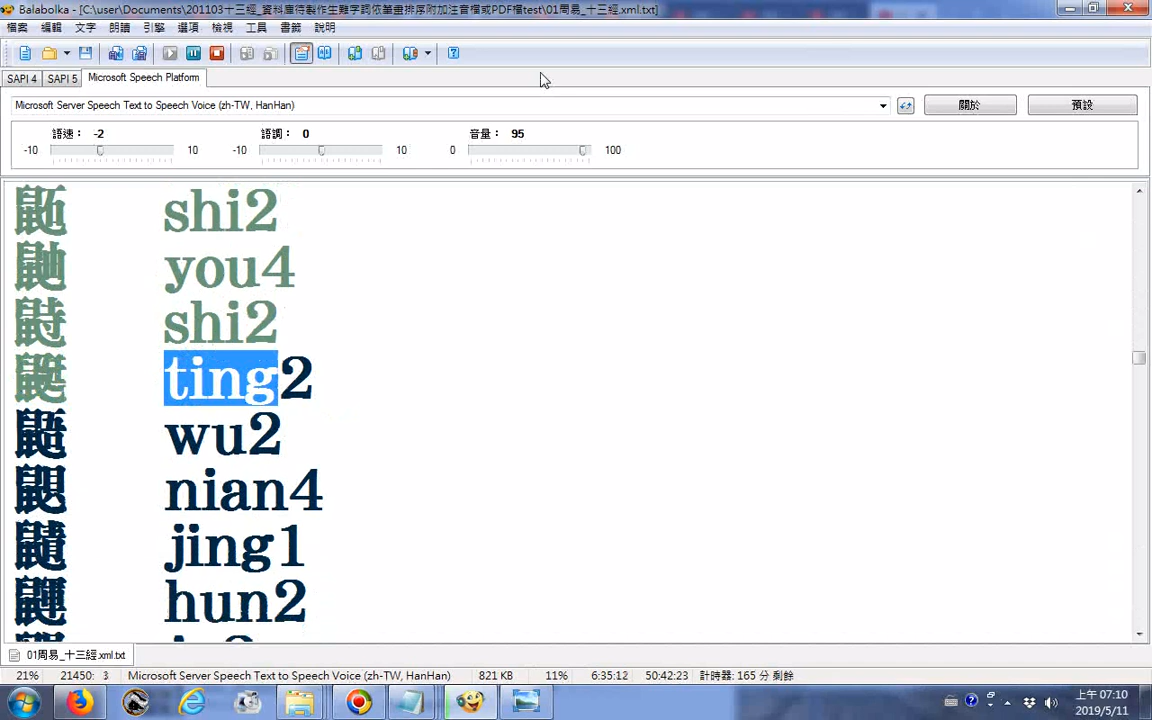 Balabolka - [C:\user\Documents\201103十三經_資料庫待製作生難字詞依筆畫排序附加注音檔或PDF檔test\01周易_十三經.xml.txt]
檔案 編輯 文字 朗讀 引擎 選項 檢視 工具 書籤 說明
SAPI 4 SAPI 5 Microsoft Speech Platform
Microsoft Server Speech Text to Speech Voice (zh-TW, HanHan) 關於 預設
語速： -2 語調： 0 音量： 95
-10 10 -10 10 0 100
shi2
鼬 you4
鼭 shi2
鼮 ting2
鼯 wu2
nian4
鼱 jing1
鼲 hun2
01周易_十三經.xml.txt
21% 21450: 3 Microsoft Server Speech Text to Speech Voice (zh-TW, HanHan) 821 KB 11% 6:35:12 50:42:23 計時器: 165 分 剩餘
上午 07:10
2019/5/11